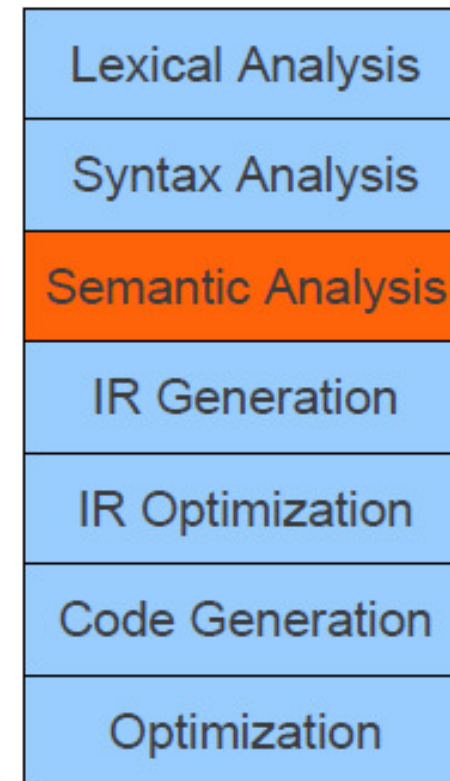 Lexical Analysis
Syntax Analysis
Semantic Analysis
IR Generation
IR Optimization
Code Generation
Optimization